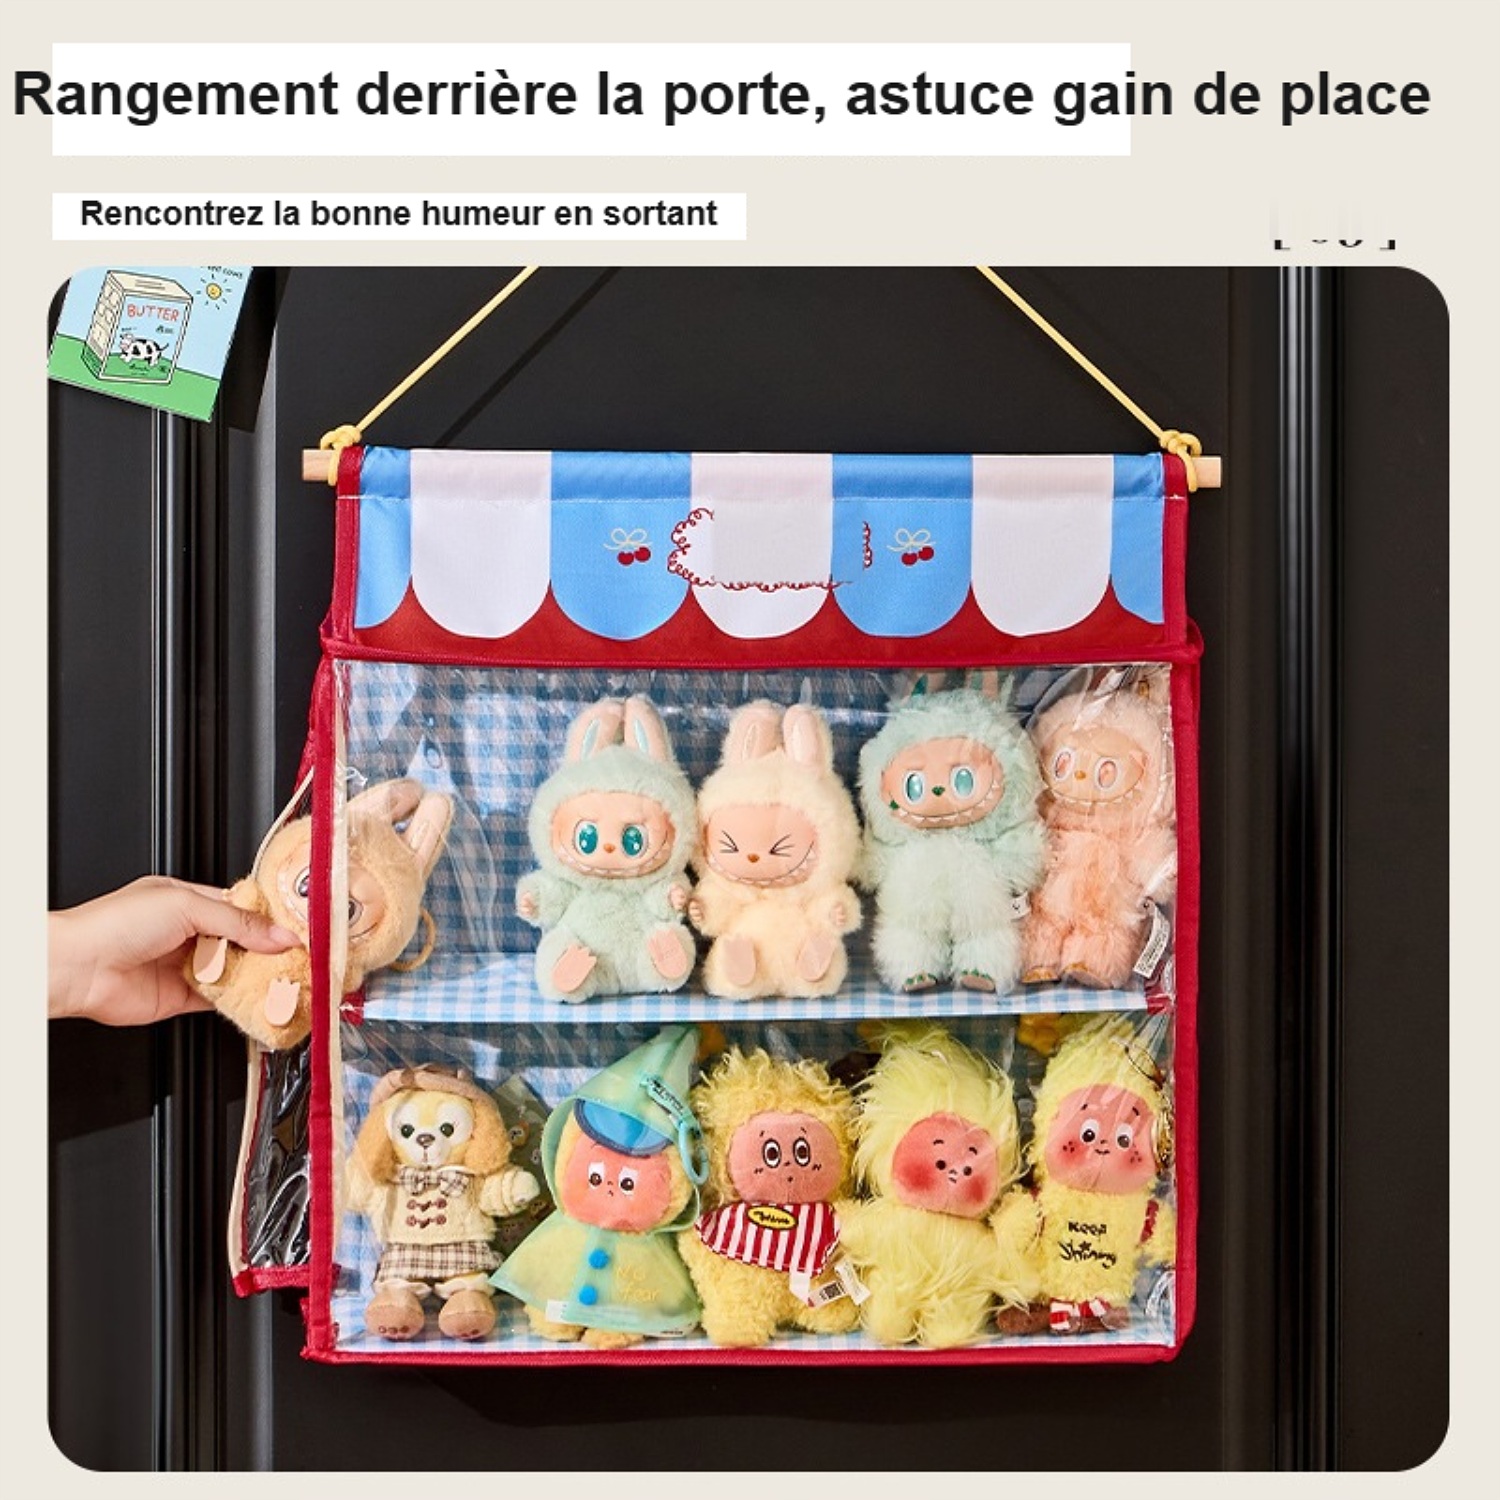 Rangement derrière la porte, astuce gain de place
Rencontrez la bonne humeur en sortant
BUTTER
Keep
Shining